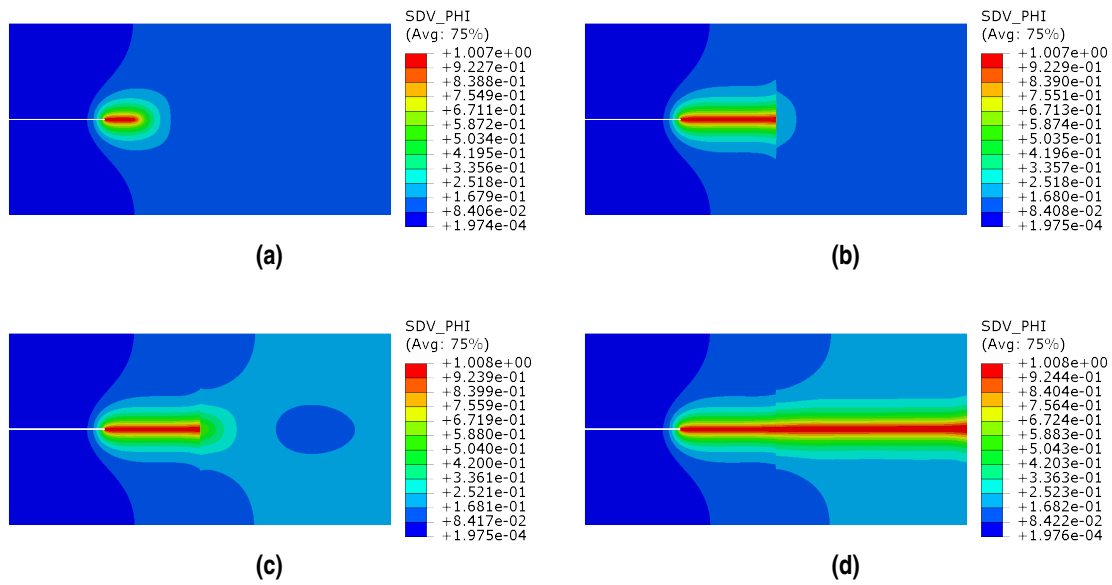 SDV_PHI
(Avg: 75%)
+1.007e+00
+9.227e-01
+8.388e-01
+7.549e-01
+6.711e-01
+5.872e-01
+5.034e-01
+4.195e-01
+3.356e-01
+2.518e-01
+1.679e-01
+8.406e-02
+1.974e-04
(a)
SDV_PHI
(Avg: 75%)
+1.007e+00
+9.229e-01
+8.390e-01
+7.551e-01
+6.713e-01
+5.874e-01
+5.035e-01
+4.196e-01
+3.357e-01
+2.518e-01
+1.680e-01
+8.408e-02
+1.975e-04
(b)
SDV_PHI
(Avg: 75%)
+1.008e+00
+9.239e-01
+8.399e-01
+7.559e-01
+6.719e-01
+5.880e-01
+5.040e-01
+4.200e-01
+3.361e-01
+2.521e-01
+1.681e-01
+8.417e-02
+1.975e-04
(c)
SDV_PHI
(Avg: 75%)
+1.008e+00
+9.244e-01
+8.404e-01
+7.564e-01
+6.724e-01
+5.883e-01
+5.043e-01
+4.203e-01
+3.363e-01
+2.523e-01
+1.682e-01
+8.422e-02
+1.976e-04
(d)